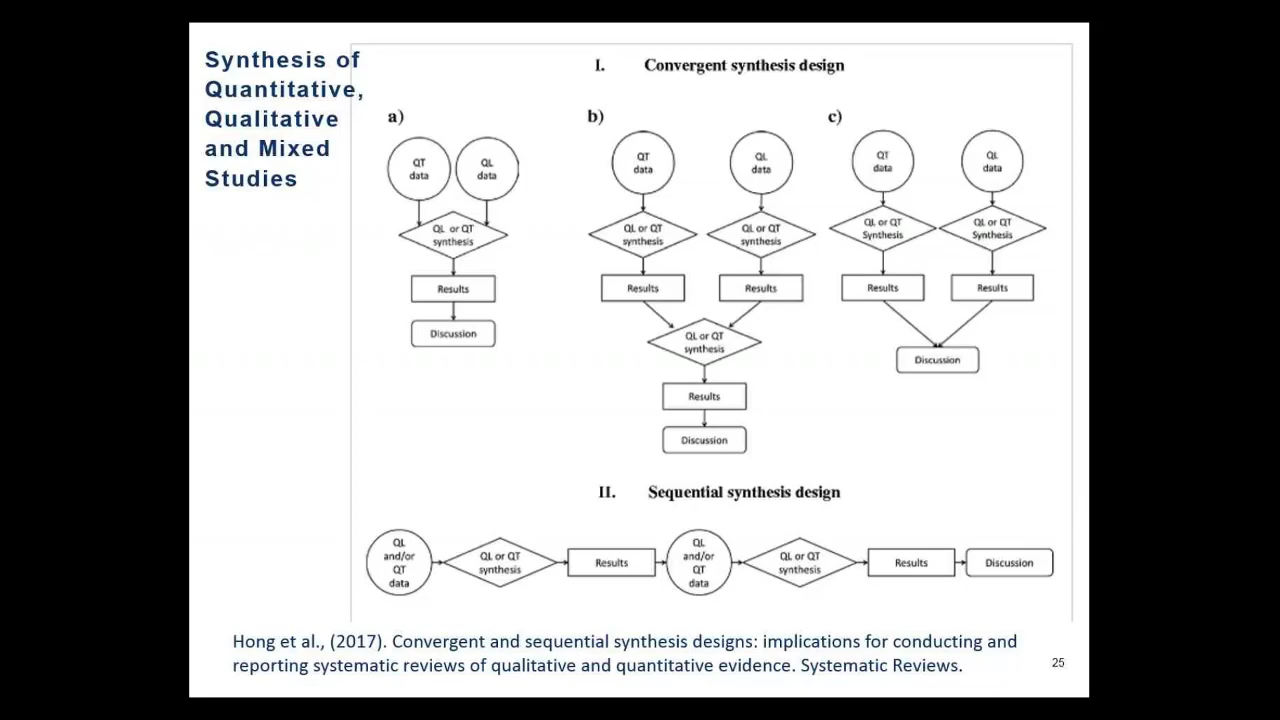 Synthesis of
Quantitative,
Qualitative
and Mixed
Studies
I. Convergent synthesis design
a)
QT
data
QL
data
QL or QT
synthesis
Results
Discussion
b)
QT
data
QL
data
QL or QT
synthesis
QL or QT
synthesis
Results
Results
QL or QT
synthesis
Results
Discussion
c)
QT
data
QL
data
QL or QT
Synthesis
QL or QT
Synthesis
Results
Results
Discussion
II. Sequential synthesis design
QL
and/or
QT
data
QL or QT
synthesis
Results
QL
and/or
QT
data
QL or QT
synthesis
Results
Discussion
Hong et al., (2017). Convergent and sequential synthesis designs: implications for conducting and
reporting systematic reviews of qualitative and quantitative evidence. Systematic Reviews.
25